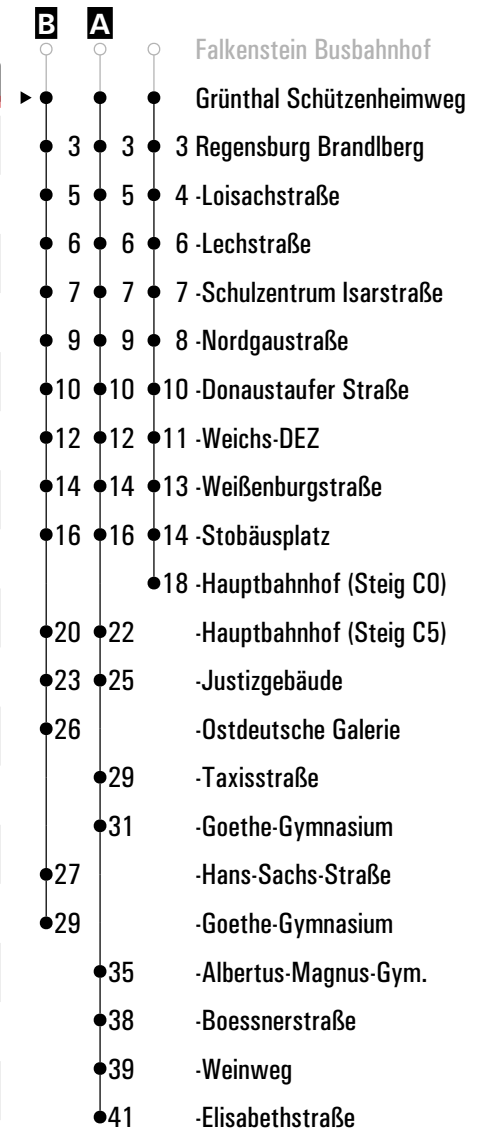 B A
Falkenstein Busbahnhof
Grünthal Schützenheimweg
3 3 3 Regensburg Brandlberg
5 5 4 -Loisachstraße
6 6 6 -Lechstraße
7 7 7 -Schulzentrum Isarstraße
9 9 8 -Nordgaustraße
10 10 10 -Donaustaufer Straße
12 12 11 -Weichs-DEZ
14 14 13 -Weißenburgstraße
16 16 14 -Stobäusplatz
18 -Hauptbahnhof (Steig C0)
20 22 -Hauptbahnhof (Steig C5)
23 25 -Justizgebäude
26 -Ostdeutsche Galerie
29 -Taxisstraße
31 -Goethe-Gymnasium
27 -Hans-Sachs-Straße
29 -Goethe-Gymnasium
35 -Albertus-Magnus-Gym.
38 -Boessnerstraße
39 -Weinweg
41 -Elisabethstraße